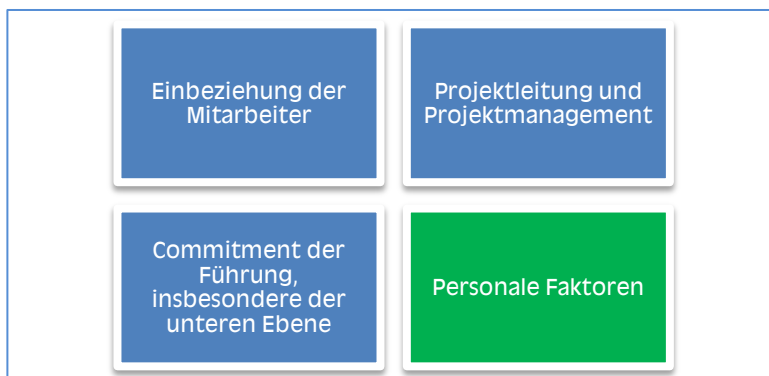 Einbeziehung der
Mitarbeiter
Projektleitung und
Projektmanagement
Commitment der
Führung,
insbesondere der
unteren Ebene
Personale Faktoren